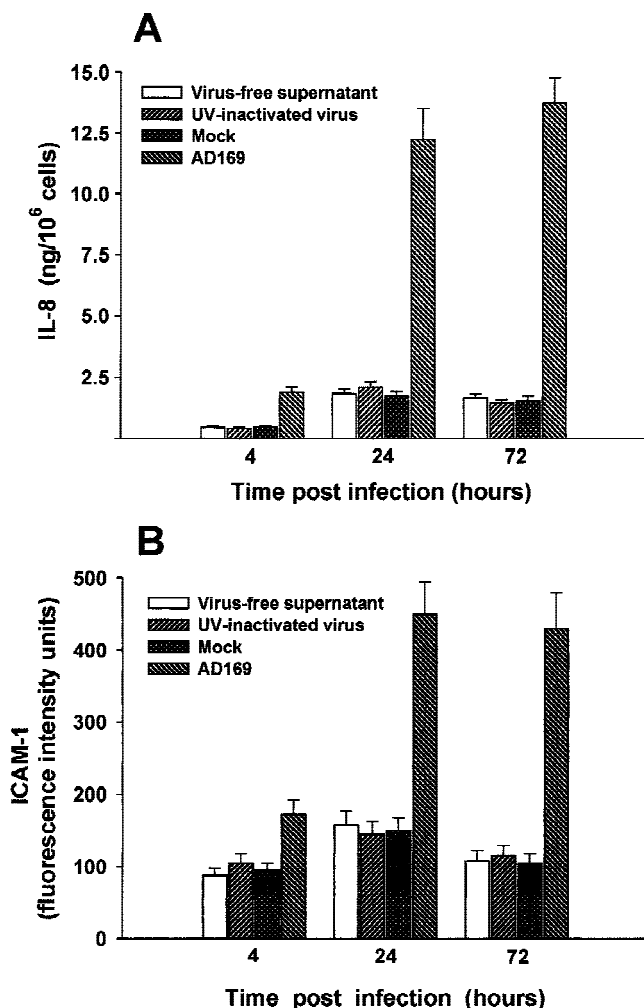 A
15.0
12.5
10.0
7.5
5.0
2.5
IL-8 (ng/10⁶ cells)
Virus-free supernatant
UV-inactivated virus
Mock
AD169
4 24 72
Time post infection (hours)
B
500
400
300
200
100
0
ICAM-1
(fluorescence intensity units)
Virus-free supernatant
UV-inactivated virus
Mock
AD169
4 24 72
Time post infection (hours)